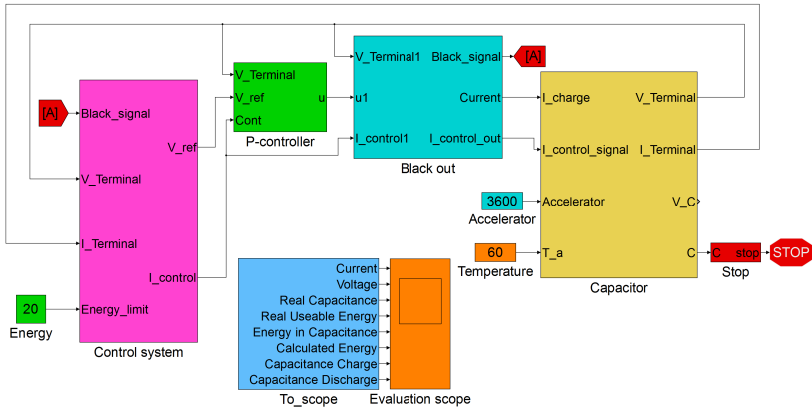 [A]
Black_signal
V_ref
V_Terminal
I_Terminal
I_control
20
Energy_limit
Energy
Control system
V_Terminal
V_ref
u
Cont
P-controller
V_Terminal1
Black_signal
u1
Current
I_control1
I_control_out
Black out
[A]
I_charge
V_Terminal
I_control_signal
I_Terminal
3600
Accelerator
Accelerator
V_C
60
Temperature
T_a
C
Capacitor
C stop
Stop
STOP
Current
Voltage
Real Capacitance
Real Useable Energy
Energy in Capacitance
Calculated Energy
Capacitance Charge
Capacitance Discharge
To_scope
Evaluation scope